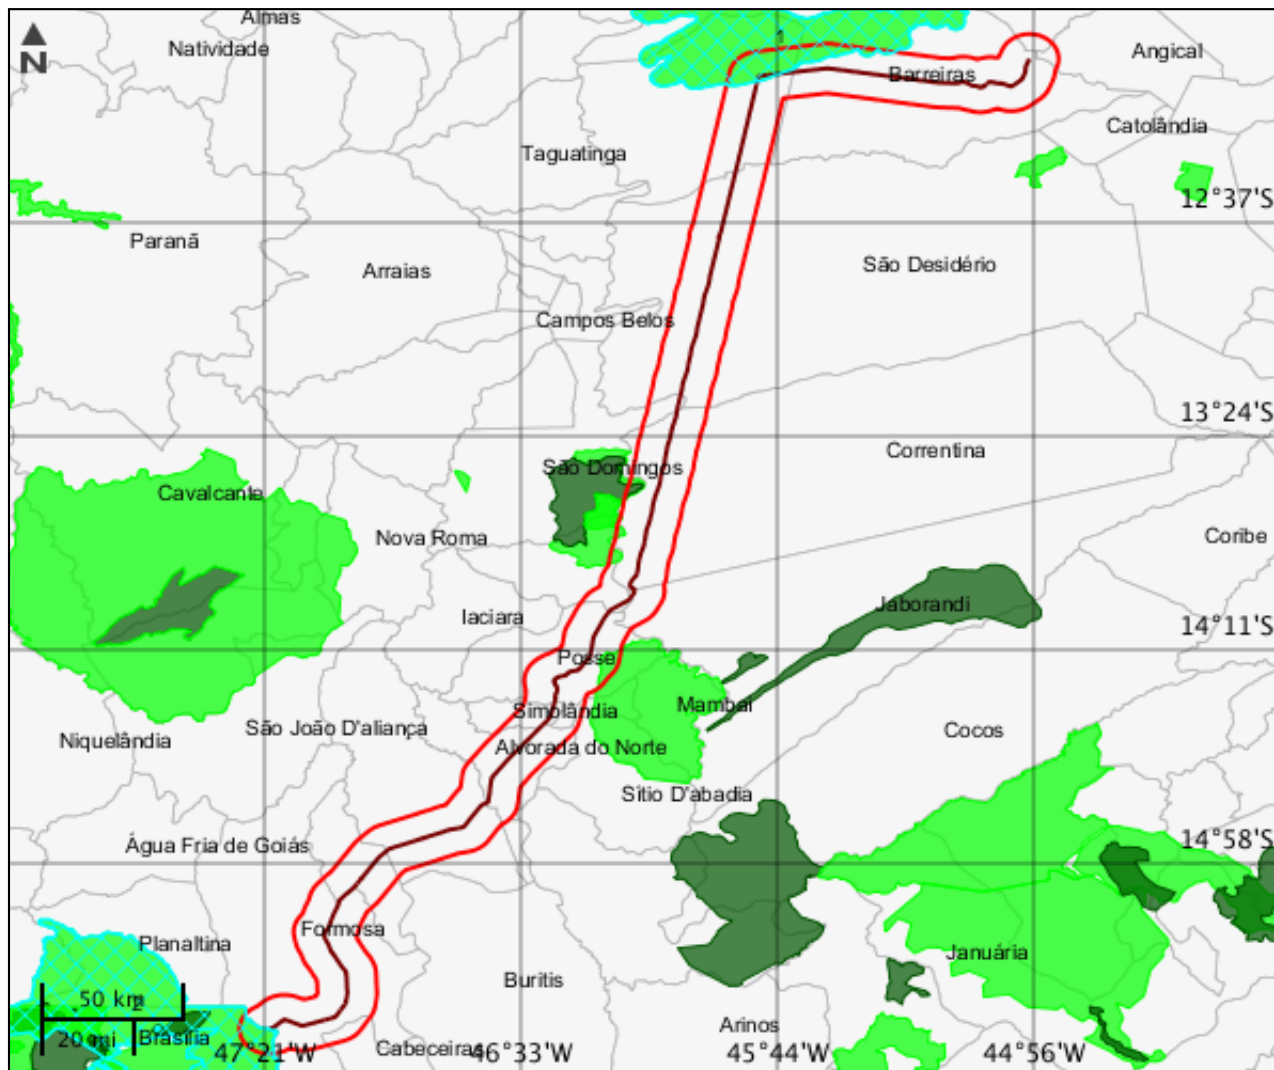 Almas
N
Natividade
1
Angical
Barreiras
Catolândia
Taguatinga
12°37'S
Paranã
São Desidério
Arraias
Campos Belos
13°24'S
Correntina
São Domingos
Cavalcante
Nova Roma
Coribe
Jaborandi
Iaciara
14°11'S
Posse
Mambaí
Simolândia
São João D'aliança
Cocos
Niquelândia
Alvorada do Norte
Sítio D'abadia
14°58'S
Água Fria de Goiás
Formosa
Planaltina
Januária
Buritis
50 km
2
Arinos
20 mi
Brasília
Cabeceiras
47°21'W
46°33'W
45°44'W
44°56'W